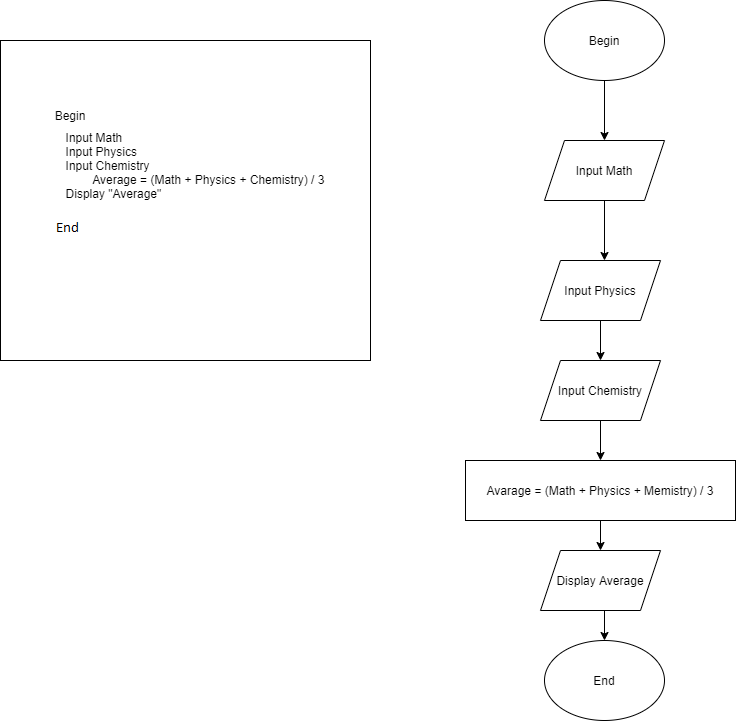 Begin
Input Math
Input Physics
Input Chemistry
Average = (Math + Physics + Chemistry) / 3
Display "Average"
End
Begin
Input Math
Input Physics
Input Chemistry
Avarage = (Math + Physics + Memistry) / 3
Display Average
End